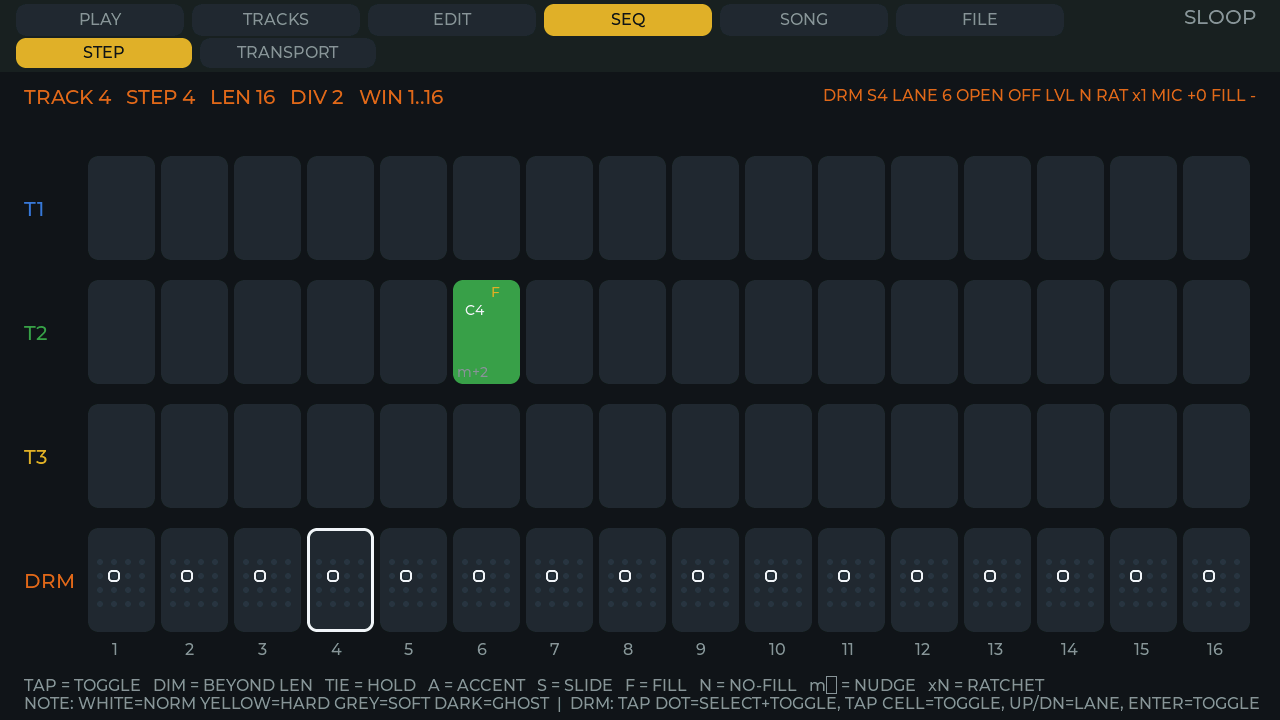 PLAY TRACKS EDIT SEQ SONG FILE SLOOP
STEP TRANSPORT
TRACK 4 STEP 4 LEN 16 DIV 2 WIN 1..16
DRM S4 LANE 6 OPEN OFF LVL N RAT x1 MIC +0 FILL -
T1
T2
F
C4
m+2
T3
DRM
1 2 3 4 5 6 7 8 9 10 11 12 13 14 15 16
TAP = TOGGLE DIM = BEYOND LEN TIE = HOLD A = ACCENT S = SLIDE F = FILL N = NO-FILL m□ = NUDGE xN = RATCHET
NOTE: WHITE=NORM YELLOW=HARD GREY=SOFT DARK=GHOST | DRM: TAP DOT=SELECT+TOGGLE, TAP CELL=TOGGLE, UP/DN=LANE, ENTER=TOGGLE